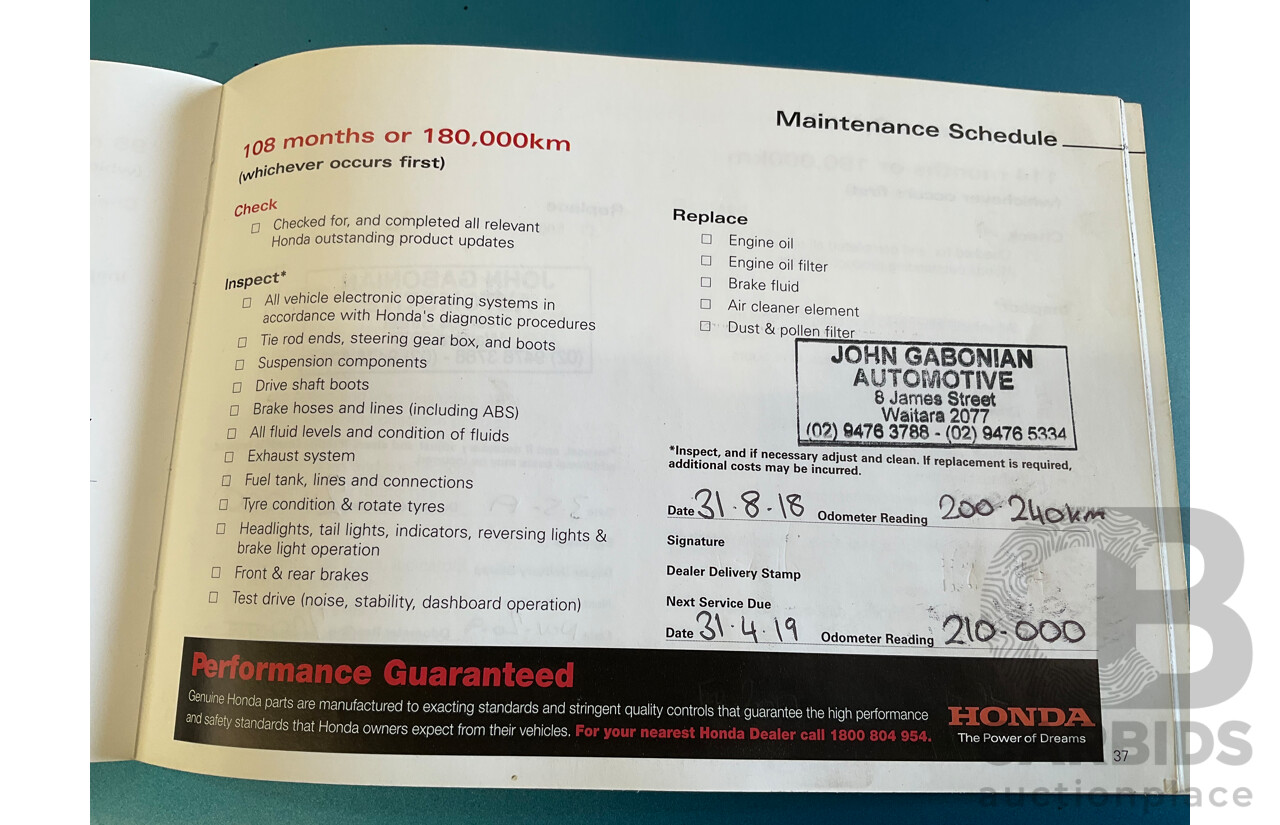 Maintenance Schedule
108 months or 180,000km
(whichever occurs first)
Check
Checked for, and completed all relevant
Honda outstanding product updates
Inspect*
All vehicle electronic operating systems in
accordance with Honda's diagnostic procedures
Tie rod ends, steering gear box, and boots
Suspension components
Drive shaft boots
Brake hoses and lines (including ABS)
All fluid levels and condition of fluids
Exhaust system
Fuel tank, lines and connections
Tyre condition & rotate tyres
Headlights, tail lights, indicators, reversing lights &
brake light operation
Front & rear brakes
Test drive (noise, stability, dashboard operation)
Replace
Engine oil
Engine oil filter
Brake fluid
Air cleaner element
Dust & pollen filter
JOHN GABONIAN
AUTOMOTIVE
8 James Street
Waitara 2077
(02) 9476 3788 - (02) 9476 5334
*Inspect, and if necessary adjust and clean. If replacement is required,
additional costs may be incurred.
Date 31·8·18 Odometer Reading 200-240km
Signature
Dealer Delivery Stamp
Next Service Due
Date 31·4·19 Odometer Reading 210-000
Performance Guaranteed
Genuine Honda parts are manufactured to exacting standards and stringent quality controls that guarantee the high performance
and safety standards that Honda owners expect from their vehicles. For your nearest Honda Dealer call 1800 804 954.
HONDA
The Power of Dreams
37
CB
CARBIDS
auctionplace